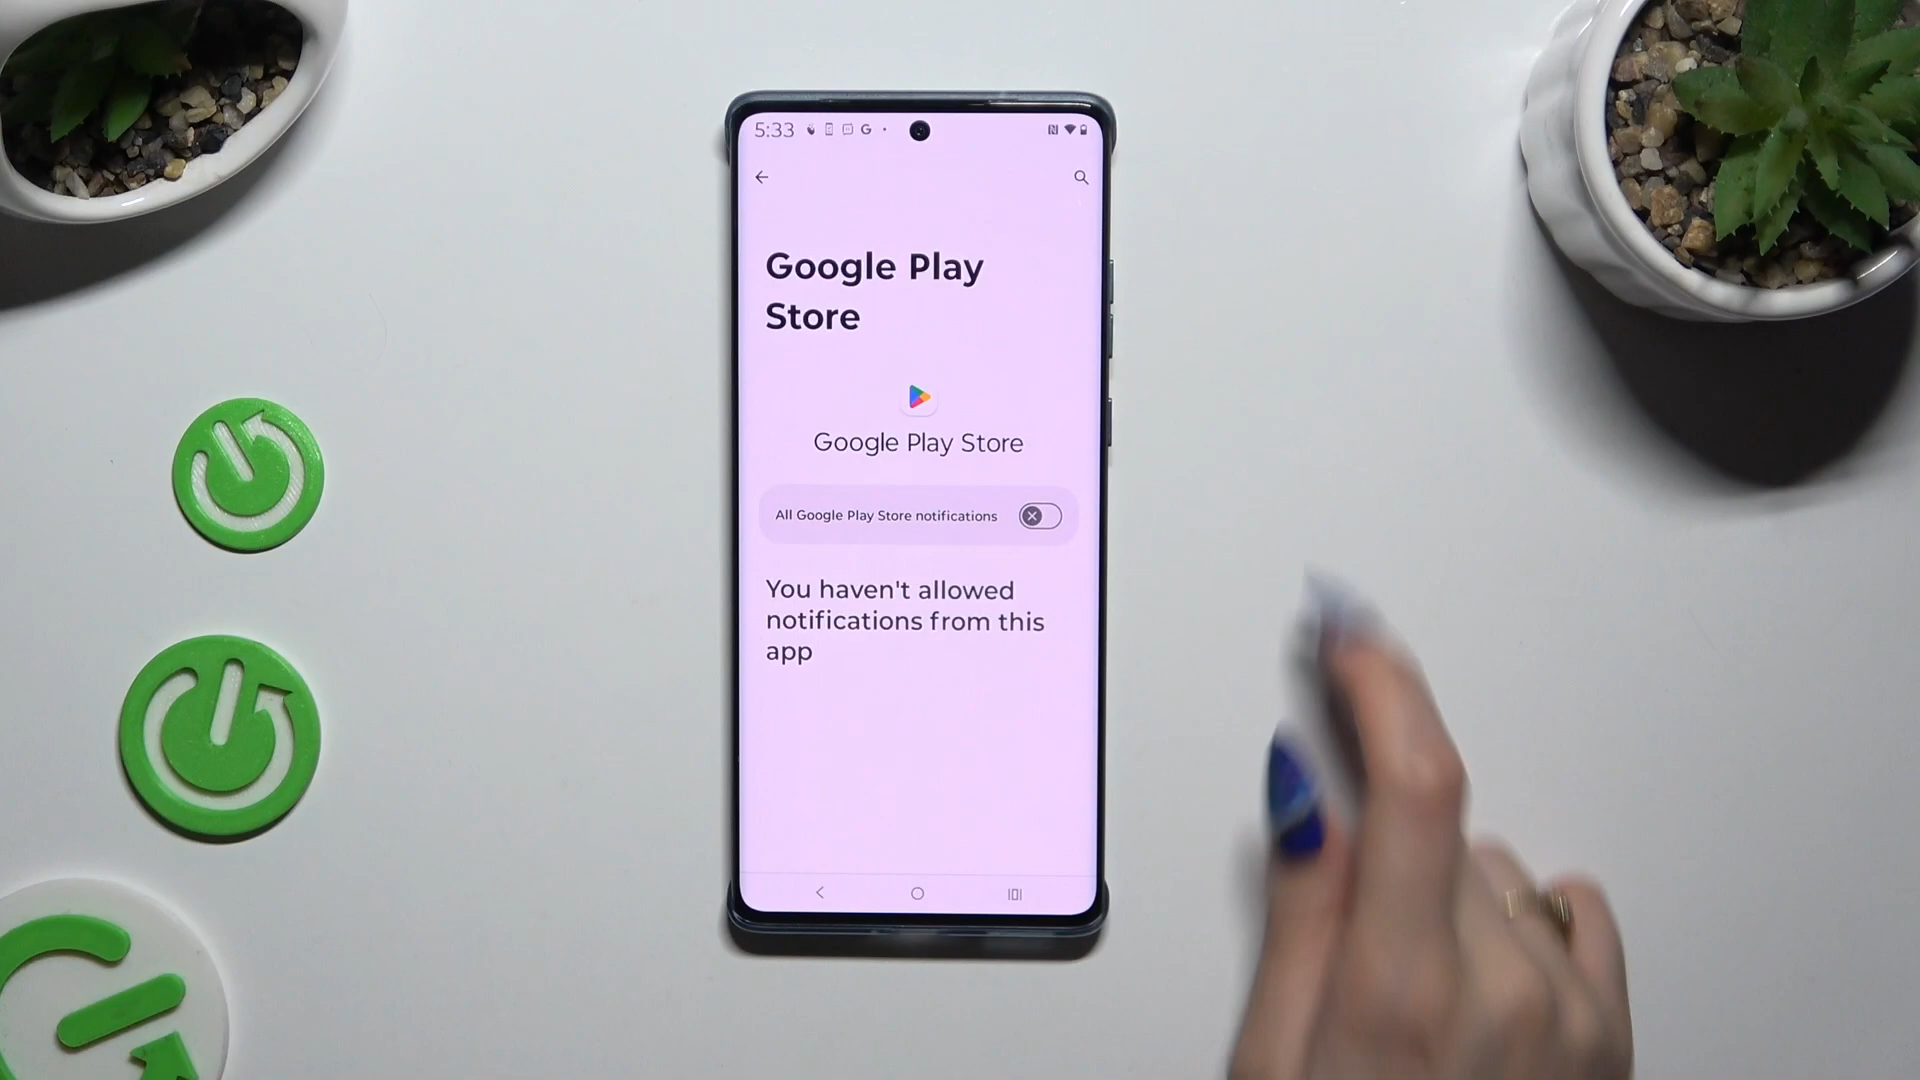 5:33 G
Google Play
Store
Google Play Store
All Google Play Store notifications
You haven't allowed
notifications from this
app